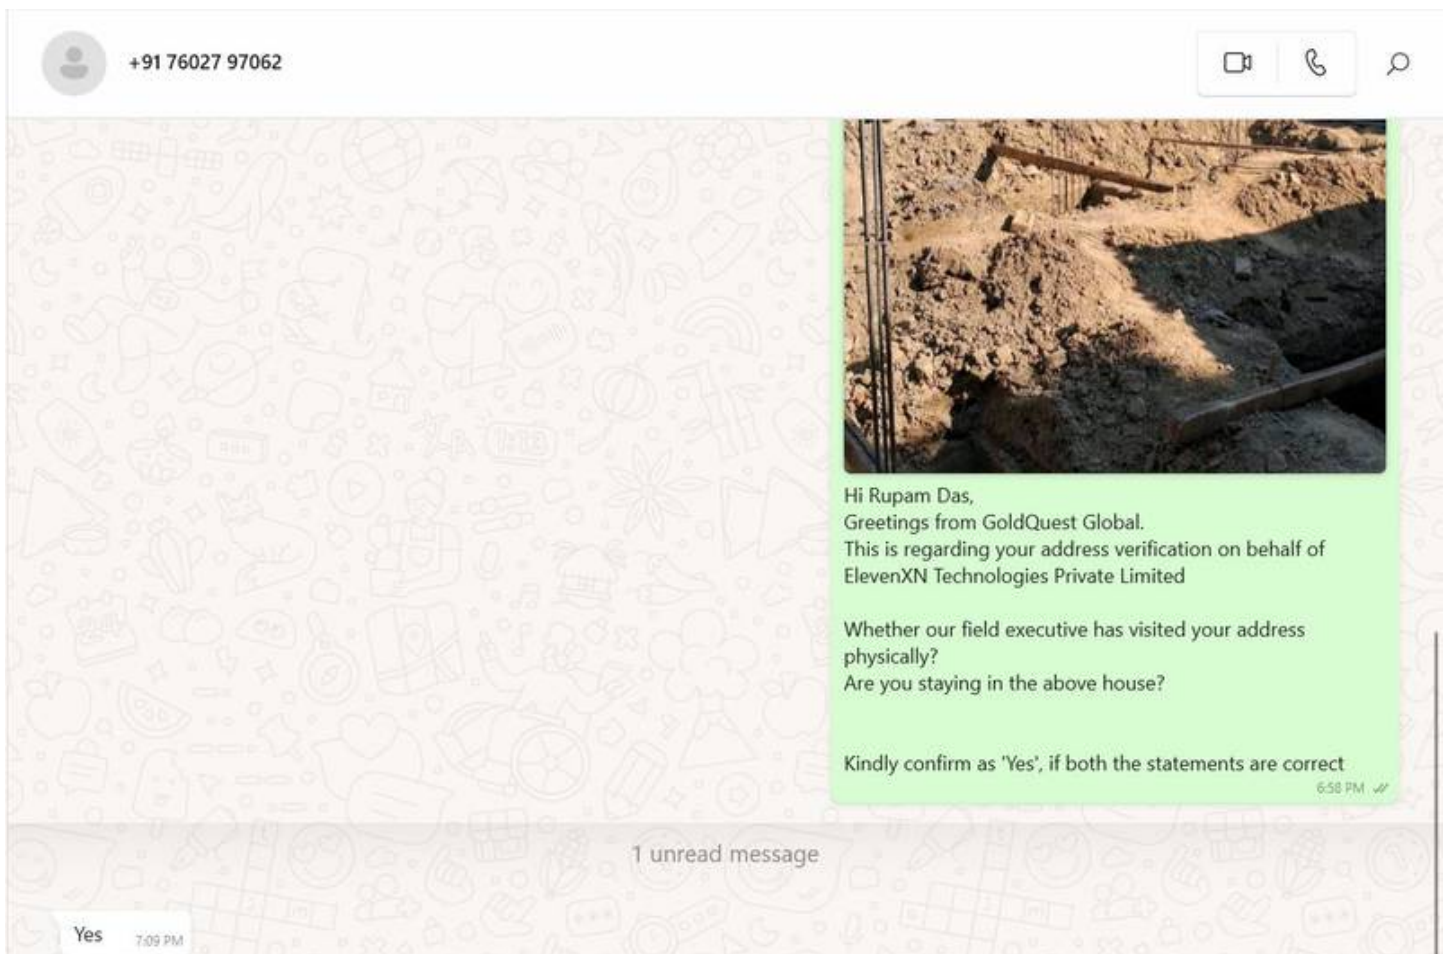 +91 76027 97062
Hi Rupam Das,
Greetings from GoldQuest Global.
This is regarding your address verification on behalf of
ElevenXN Technologies Private Limited
Whether our field executive has visited your address
physically?
Are you staying in the above house?
Kindly confirm as 'Yes', if both the statements are correct
6:58 PM
1 unread message
Yes 7:09 PM